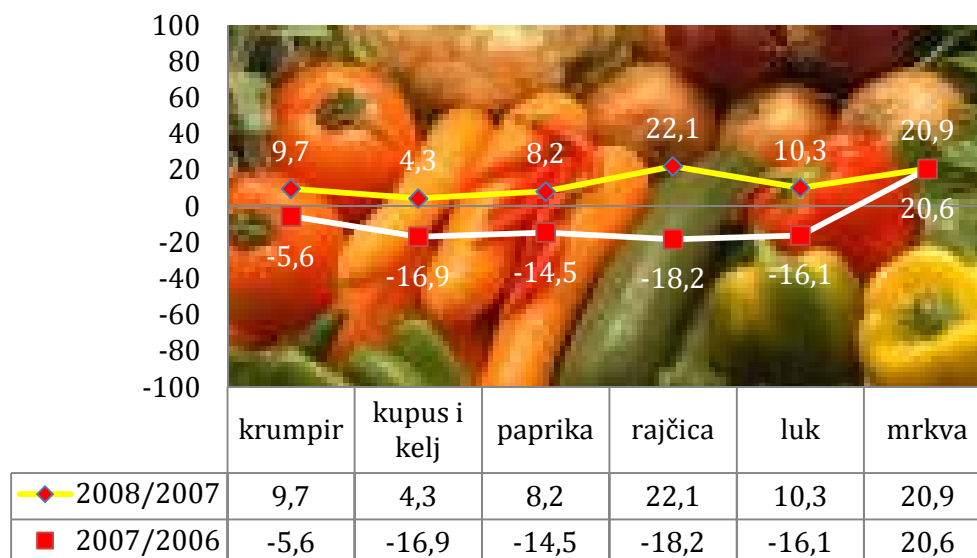 100
80
60
40
20
0
-20
-40
-60
-80
-100
9,7
4,3
8,2
22,1
10,3
20,9
-5,6
-16,9
-14,5
-18,2
-16,1
20,6
krumpir
kupus i
kelj
paprika
rajčica
luk
mrkva
2008/2007 9,7 4,3 8,2 22,1 10,3 20,9
2007/2006 -5,6 -16,9 -14,5 -18,2 -16,1 20,6